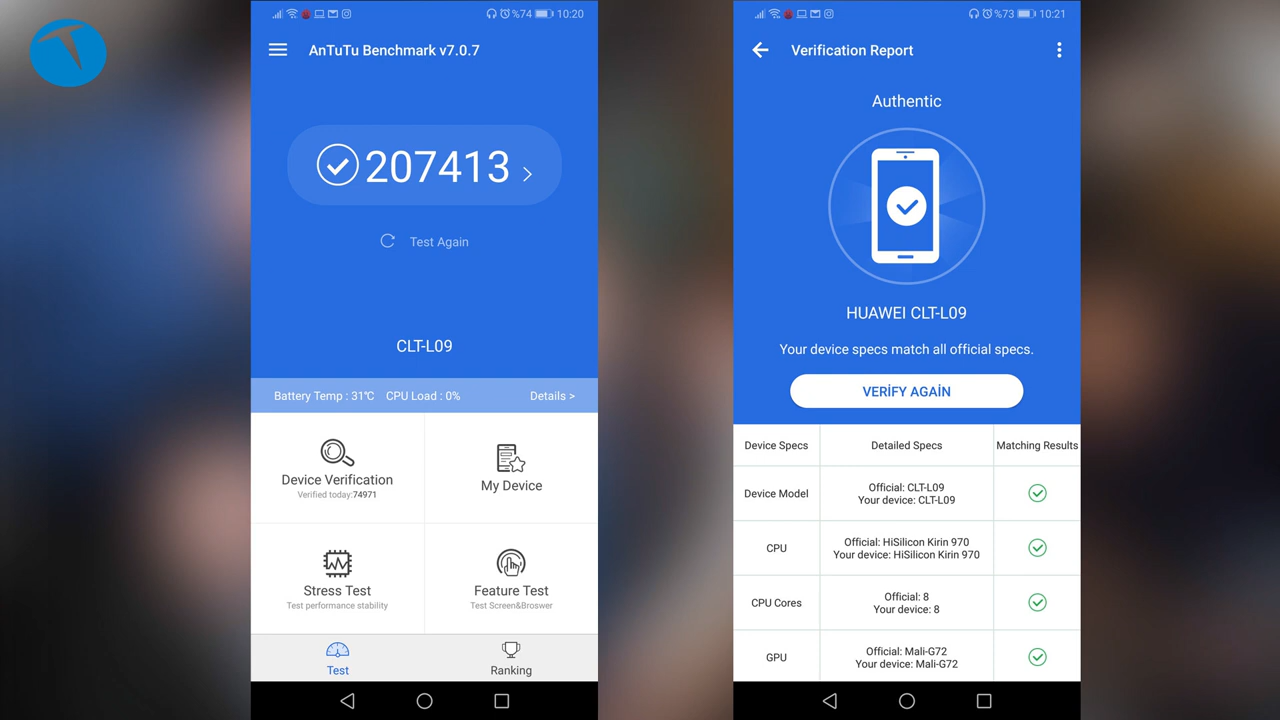 %74 10:20
AnTuTu Benchmark v7.0.7
207413
Test Again
CLT-L09
Battery Temp : 31℃ CPU Load : 0% Details >
Device Verification
Verified today:74971
My Device
Stress Test
Test performance stability
Feature Test
Test Screen&Broswer
Test
Ranking
%73 10:21
Verification Report
Authentic
HUAWEI CLT-L09
Your device specs match all official specs.
VERİFY AGAİN
Device Specs Detailed Specs Matching Results
Device Model
Official: CLT-L09
Your device: CLT-L09
CPU
Official: HiSilicon Kirin 970
Your device: HiSilicon Kirin 970
CPU Cores
Official: 8
Your device: 8
GPU
Official: Mali-G72
Your device: Mali-G72